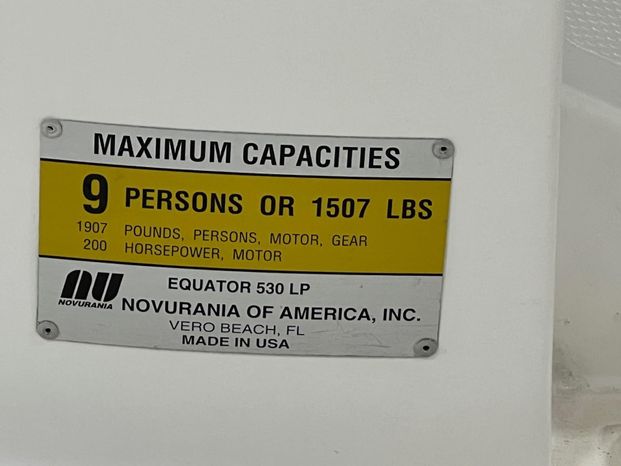 MAXIMUM CAPACITIES
9 PERSONS OR 1507 LBS
1907 POUNDS, PERSONS, MOTOR, GEAR
200 HORSEPOWER, MOTOR
EQUATOR 530 LP
NU
NOVURANIA
NOVURANIA OF AMERICA, INC.
VERO BEACH, FL
MADE IN USA